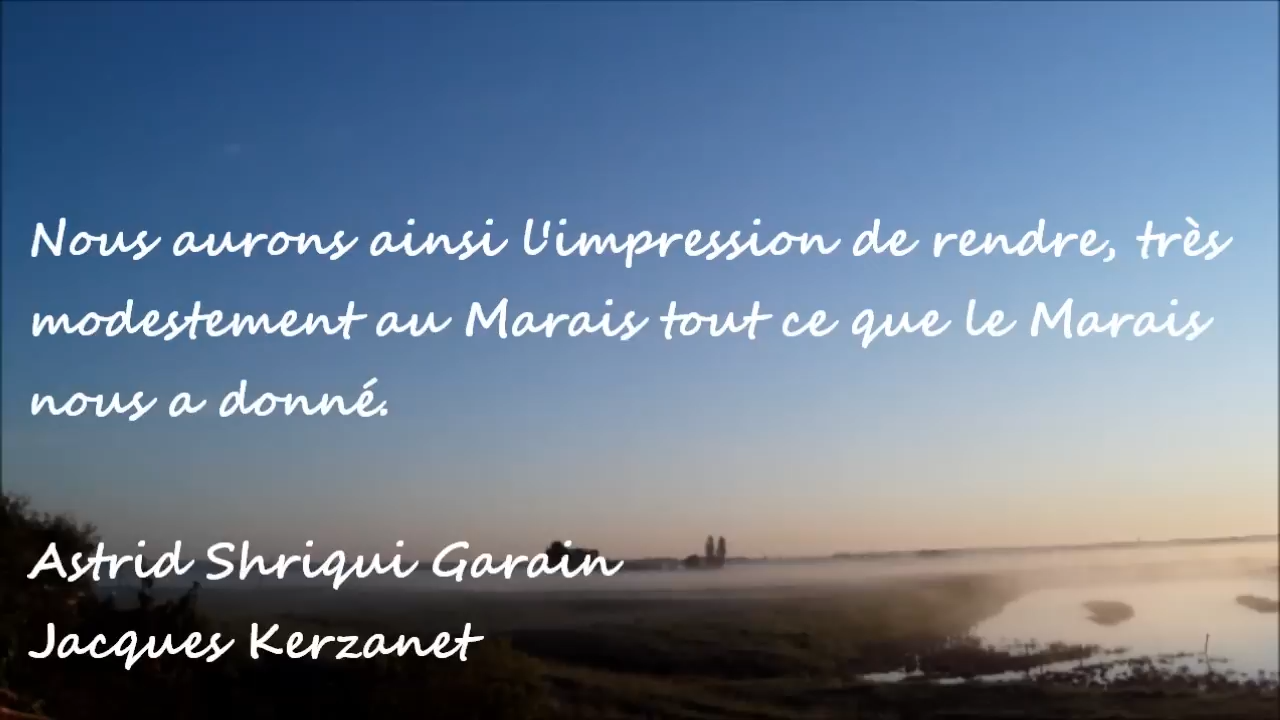 Nous aurons ainsi l'impression de rendre, très
modestement au Marais tout ce que le Marais
nous a donné.
Astrid Shriqui Garain
Jacques Kerzanet